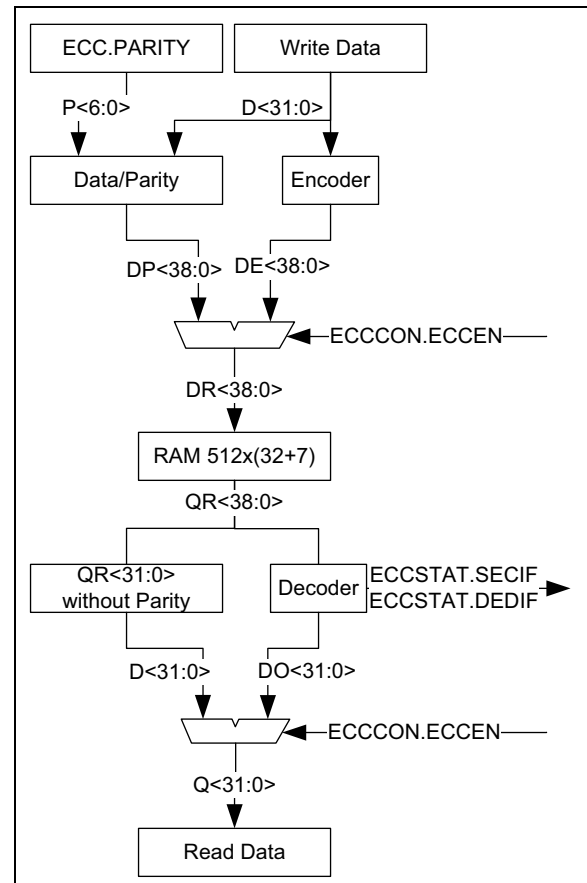 ECC.PARITY
Write Data
P<6:0>
D<31:0>
Data/Parity
Encoder
DP<38:0>
DE<38:0>
ECCCON.ECCEN
DR<38:0>
RAM 512x(32+7)
QR<38:0>
QR<31:0>
without Parity
Decoder
ECCSTAT.SECIF
ECCSTAT.DEDIF
D<31:0>
DO<31:0>
ECCCON.ECCEN
Q<31:0>
Read Data